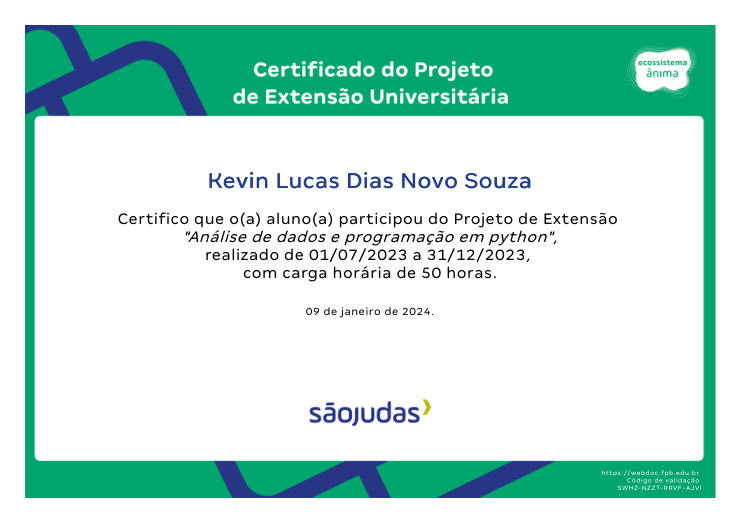 Certificado do Projeto
de Extensão Universitária
ecossistema
ānima
Kevin Lucas Dias Novo Souza
Certifico que o(a) aluno(a) participou do Projeto de Extensão
"Análise de dados e programação em python",
realizado de 01/07/2023 a 31/12/2023,
com carga horária de 50 horas.
09 de janeiro de 2024.
sãojudas
https://webdoc.fpb.edu.br
Código de validação
SWHZ-NZZT-RRVF-AJVI